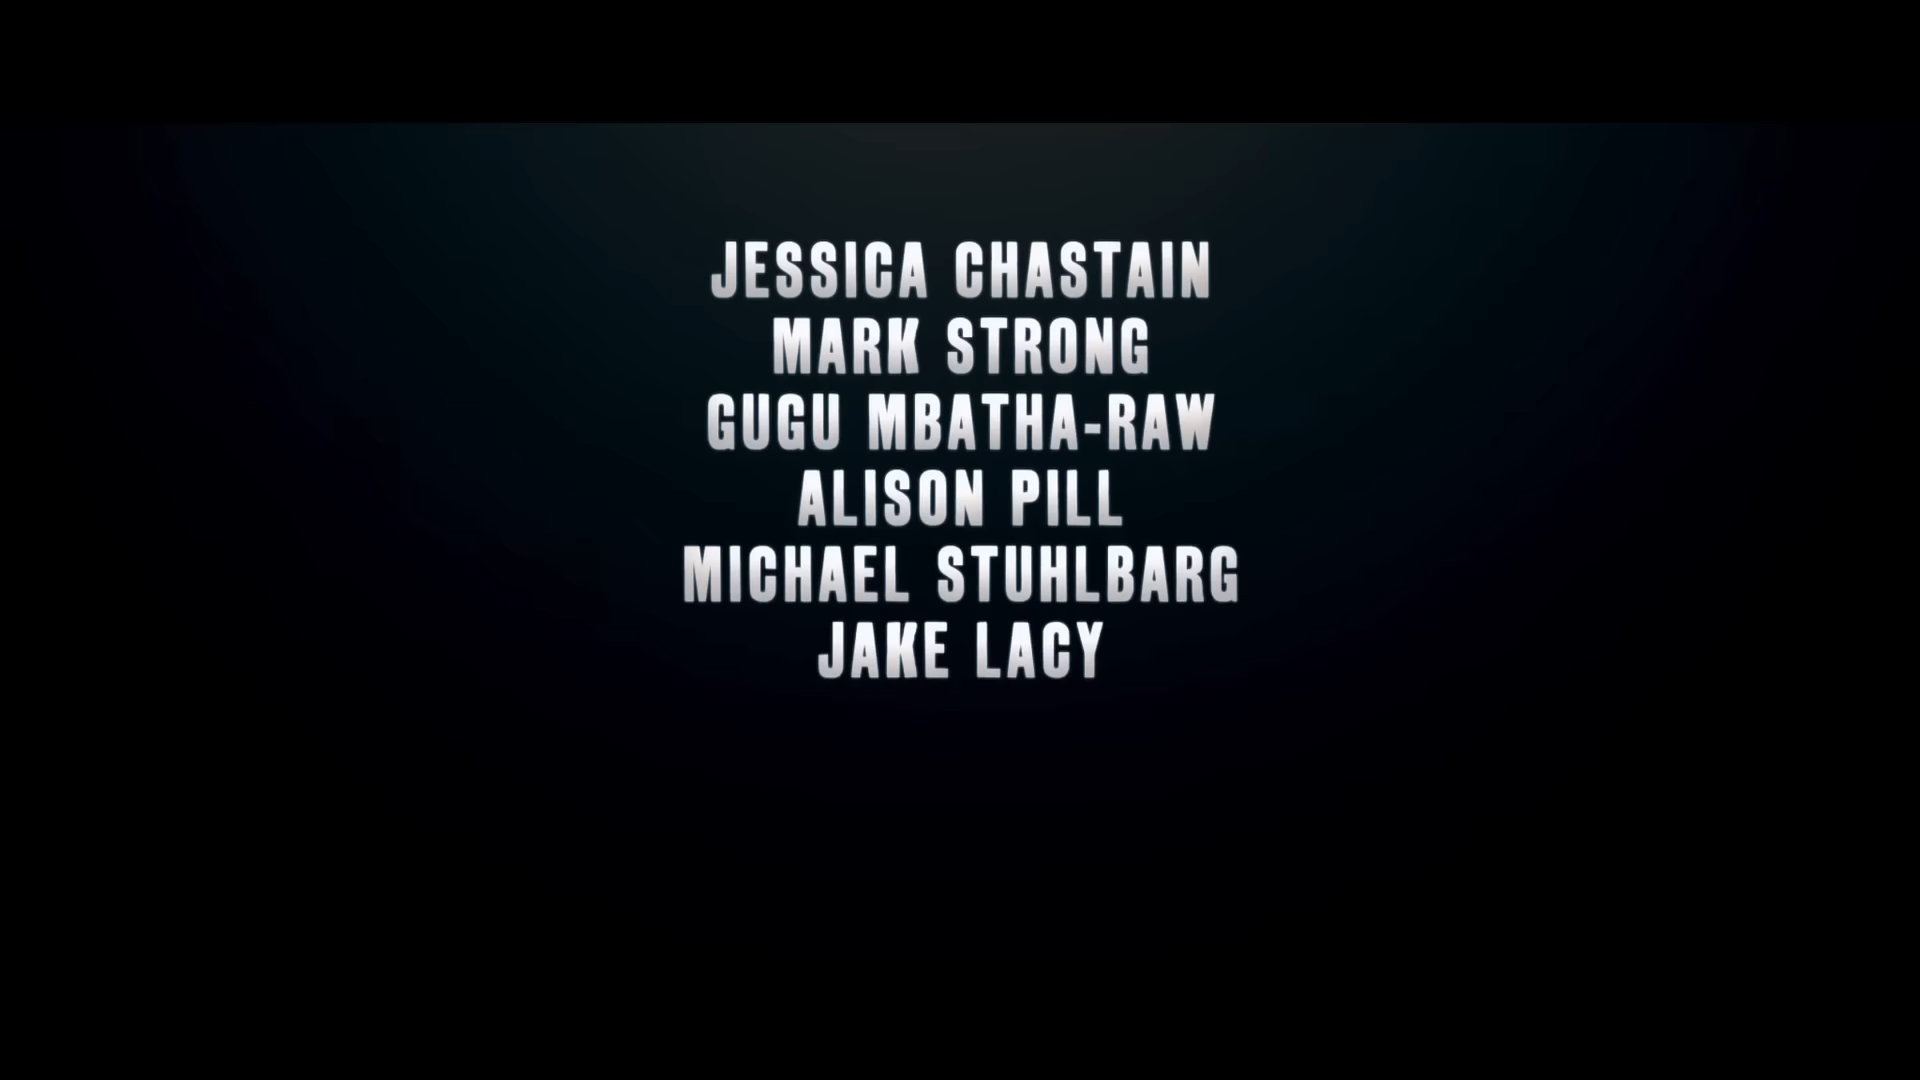 JESSICA CHASTAIN
MARK STRONG
GUGU MBATHA-RAW
ALISON PILL
MICHAEL STUHLBARG
JAKE LACY